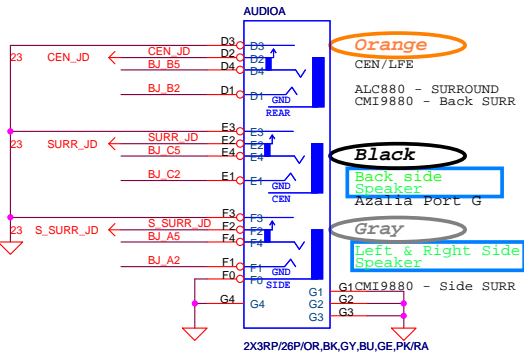 AUDIOA
D3 D3 Orange
23 CEN_JD CEN_JD D2 D2 CEN/LFE
BJ_B5 D4 D4
ALC880 - SURROUND
BJ_B2 D1 D1 GND CMI9880 - Back SURR
REAR
E3 E3
23 SURR_JD SURR_JD E2 E2 Black
BJ_C5 E4 E4
Back side
BJ_C2 E1 E1 GND Speaker
CEN Azalia Port G
F3 F3
23 S_SURR_JD S_SURR_JD F2 F2 Gray
BJ_A5 F4 F4
Left & Right Side
BJ_A2 F1 F1 GND Speaker
F0 F0 SIDE CMI9880 - Side SURR
G1 G1
G4 G4 G2 G2
G3 G3
2X3RP/26P/OR,BK,GY,BU,GE,PK/RA